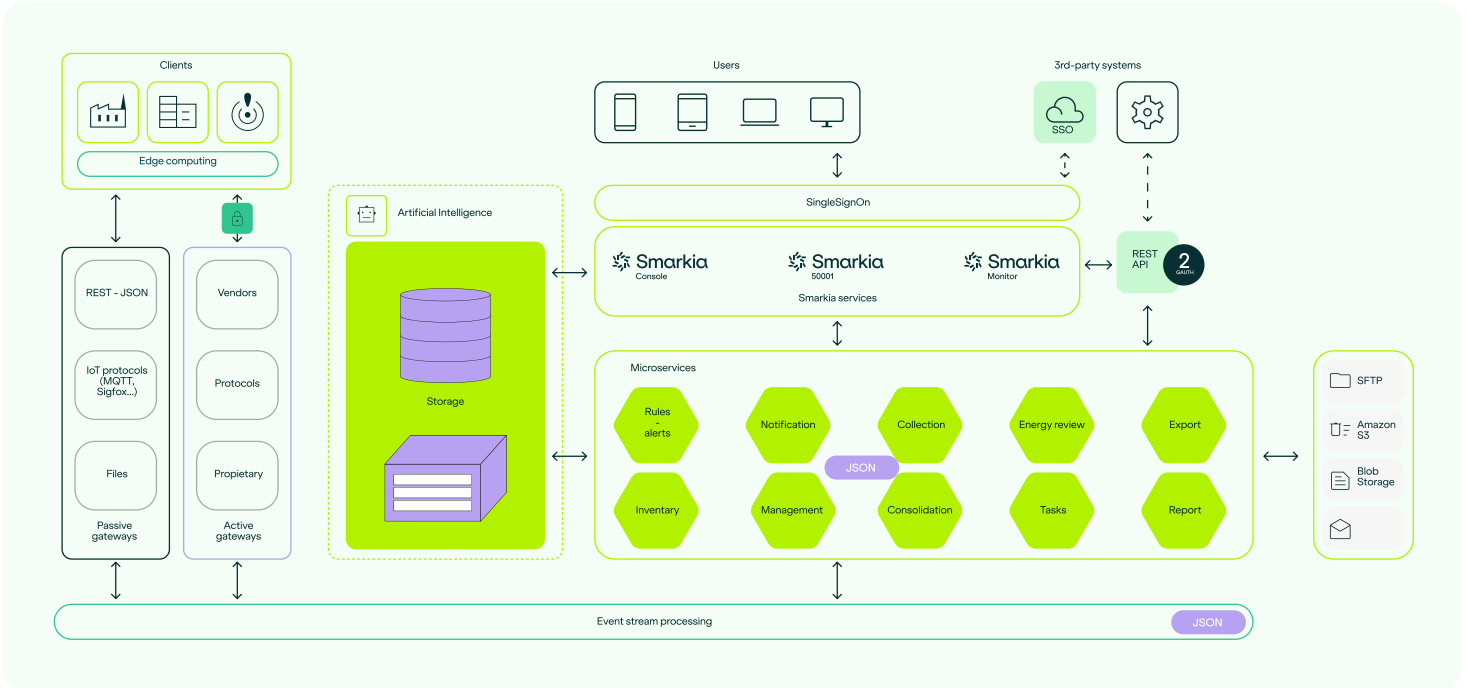 Clients
Edge computing
REST - JSON
IoT protocols
(MQTT,
Sigfox...)
Files
Passive
gateways
Vendors
Protocols
Propietary
Active
gateways
Artificial Intelligence
Storage
Users
3rd-party systems
SSO
SingleSignOn
Smarkia
Console
Smarkia
50001
Smarkia
Monitor
Smarkia services
REST
API
2
OAUTH
Microservices
Rules
-
alerts
Notification
Collection
Energy review
Export
JSON
Inventory
Management
Consolidation
Tasks
Report
SFTP
Amazon
S3
Blob
Storage
Event stream processing
JSON